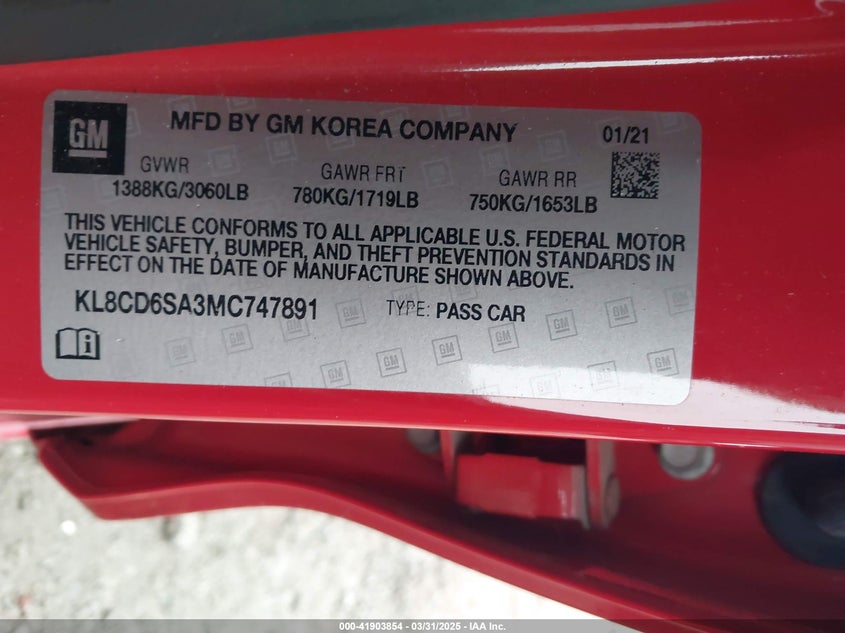 GM
MFD BY GM KOREA COMPANY 01/21
GVWR GAWR FRT GAWR RR
1388KG/3060LB 780KG/1719LB 750KG/1653LB
THIS VEHICLE CONFORMS TO ALL APPLICABLE U.S. FEDERAL MOTOR
VEHICLE SAFETY, BUMPER, AND THEFT PREVENTION STANDARDS IN
EFFECT ON THE DATE OF MANUFACTURE SHOWN ABOVE.
KL8CD6SA3MC747891 TYPE: PASS CAR
000-41903854 - 03/31/2025 - IAA Inc.